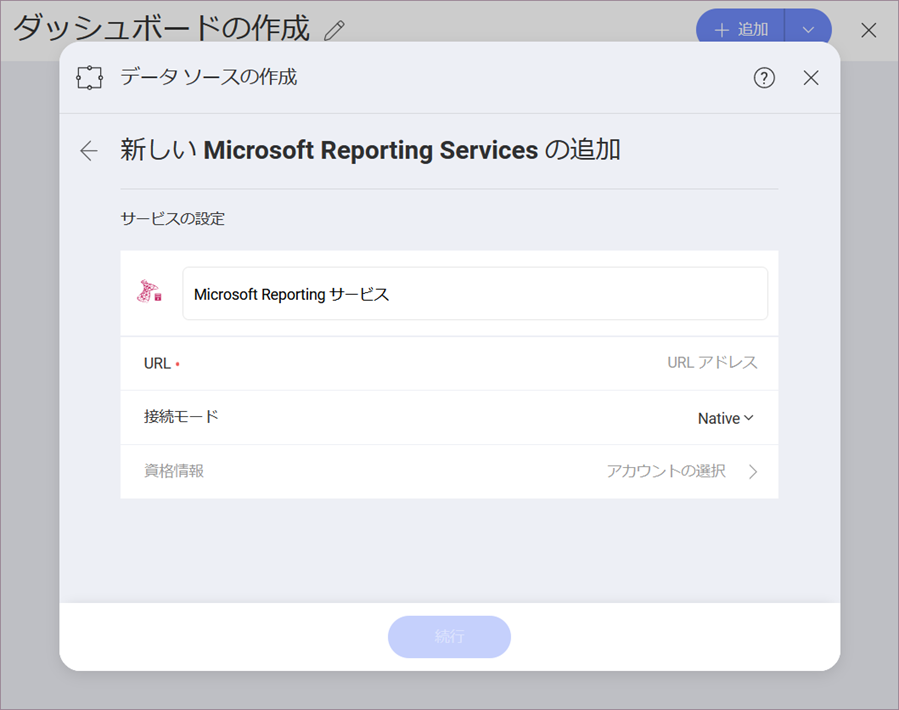 ダッシュボードの作成
追加
データ ソースの作成
新しい Microsoft Reporting Services の追加
サービスの設定
Microsoft Reporting サービス
URL •
URL アドレス
接続モード
Native
資格情報
アカウントの選択
続行